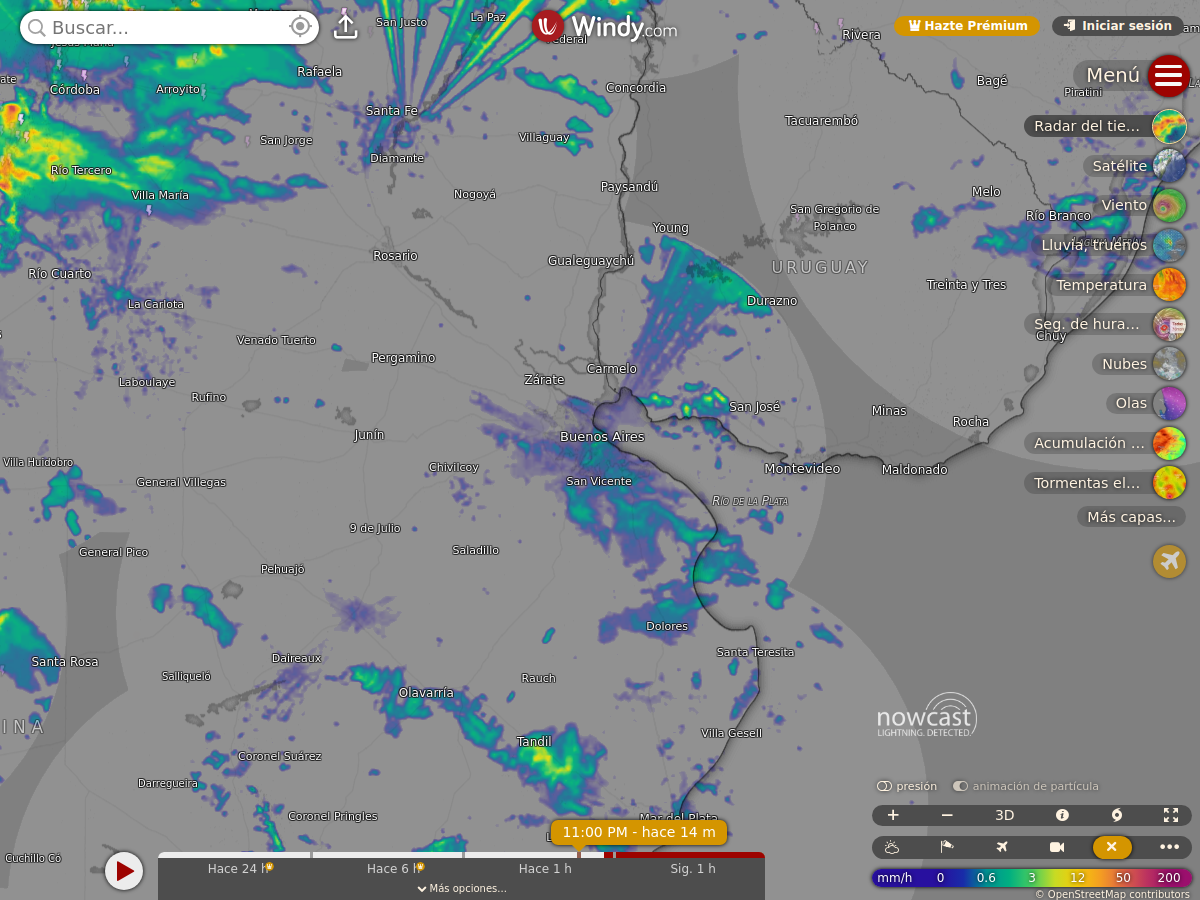 Buscar...
San Justo
La Paz
Federal
Windy.com
Rivera
Hazte Prémium
Iniciar sesión
Jesús María
Córdoba
Arroyito
Rafaela
Concordia
Bagé
Menú
Piratini
Santa Fe
Tacuarembó
Radar del tie...
San Jorge
Villaguay
Diamante
Río Tercero
Satélite
Villa María
Nogoyá
Paysandú
Melo
Viento
San Gregorio de
Polanco
Río Branco
Young
Lluvia, truenos
Rosario
Gualeguaychú
URUGUAY
Río Cuarto
Treinta y Tres
Temperatura
La Carlota
Durazno
Seg. de hura...
Chuy
Venado Tuerto
Pergamino
Nubes
Carmelo
Zárate
Laboulaye
Rufino
Olas
San José
Minas
Rocha
Junín
Buenos Aires
Acumulación ...
Villa Huidobro
Chivilcoy
Montevideo
Maldonado
General Villegas
San Vicente
Tormentas el...
Río de la Plata
Más capas...
9 de Julio
General Pico
Saladillo
Pehuajó
Dolores
Santa Rosa
Daireaux
Santa Teresita
Salliqueló
Rauch
Olavarría
INA
nowcast
LIGHTNING. DETECTED.
Villa Gesell
Tandil
Coronel Suárez
Darregueira
presión
animación de partícula
Coronel Pringles
Mar del Plata
+ − 3D
11:00 PM - hace 14 m
Cuchillo Có
Hace 24 h
Hace 6 h
Hace 1 h
Sig. 1 h
Más opciones...
mm/h 0 0.6 3 12 50 200
© OpenStreetMap contributors